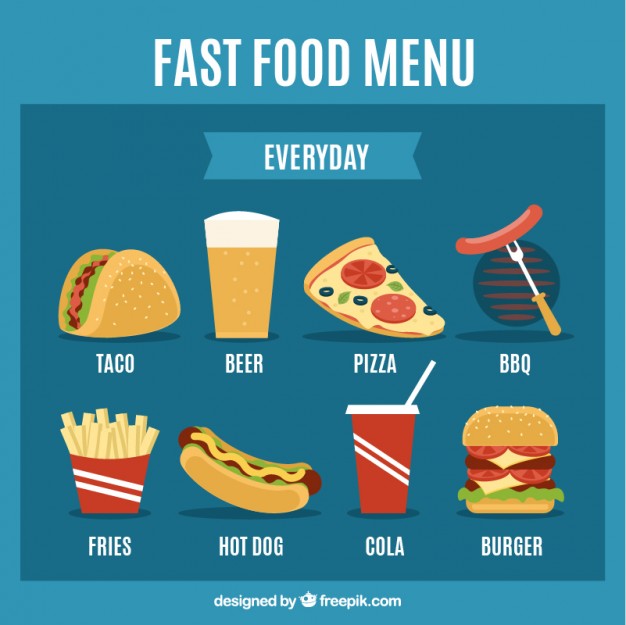 FAST FOOD MENU
EVERYDAY
TACO BEER PIZZA BBQ
FRIES HOT DOG COLA BURGER
designed by freepik.com